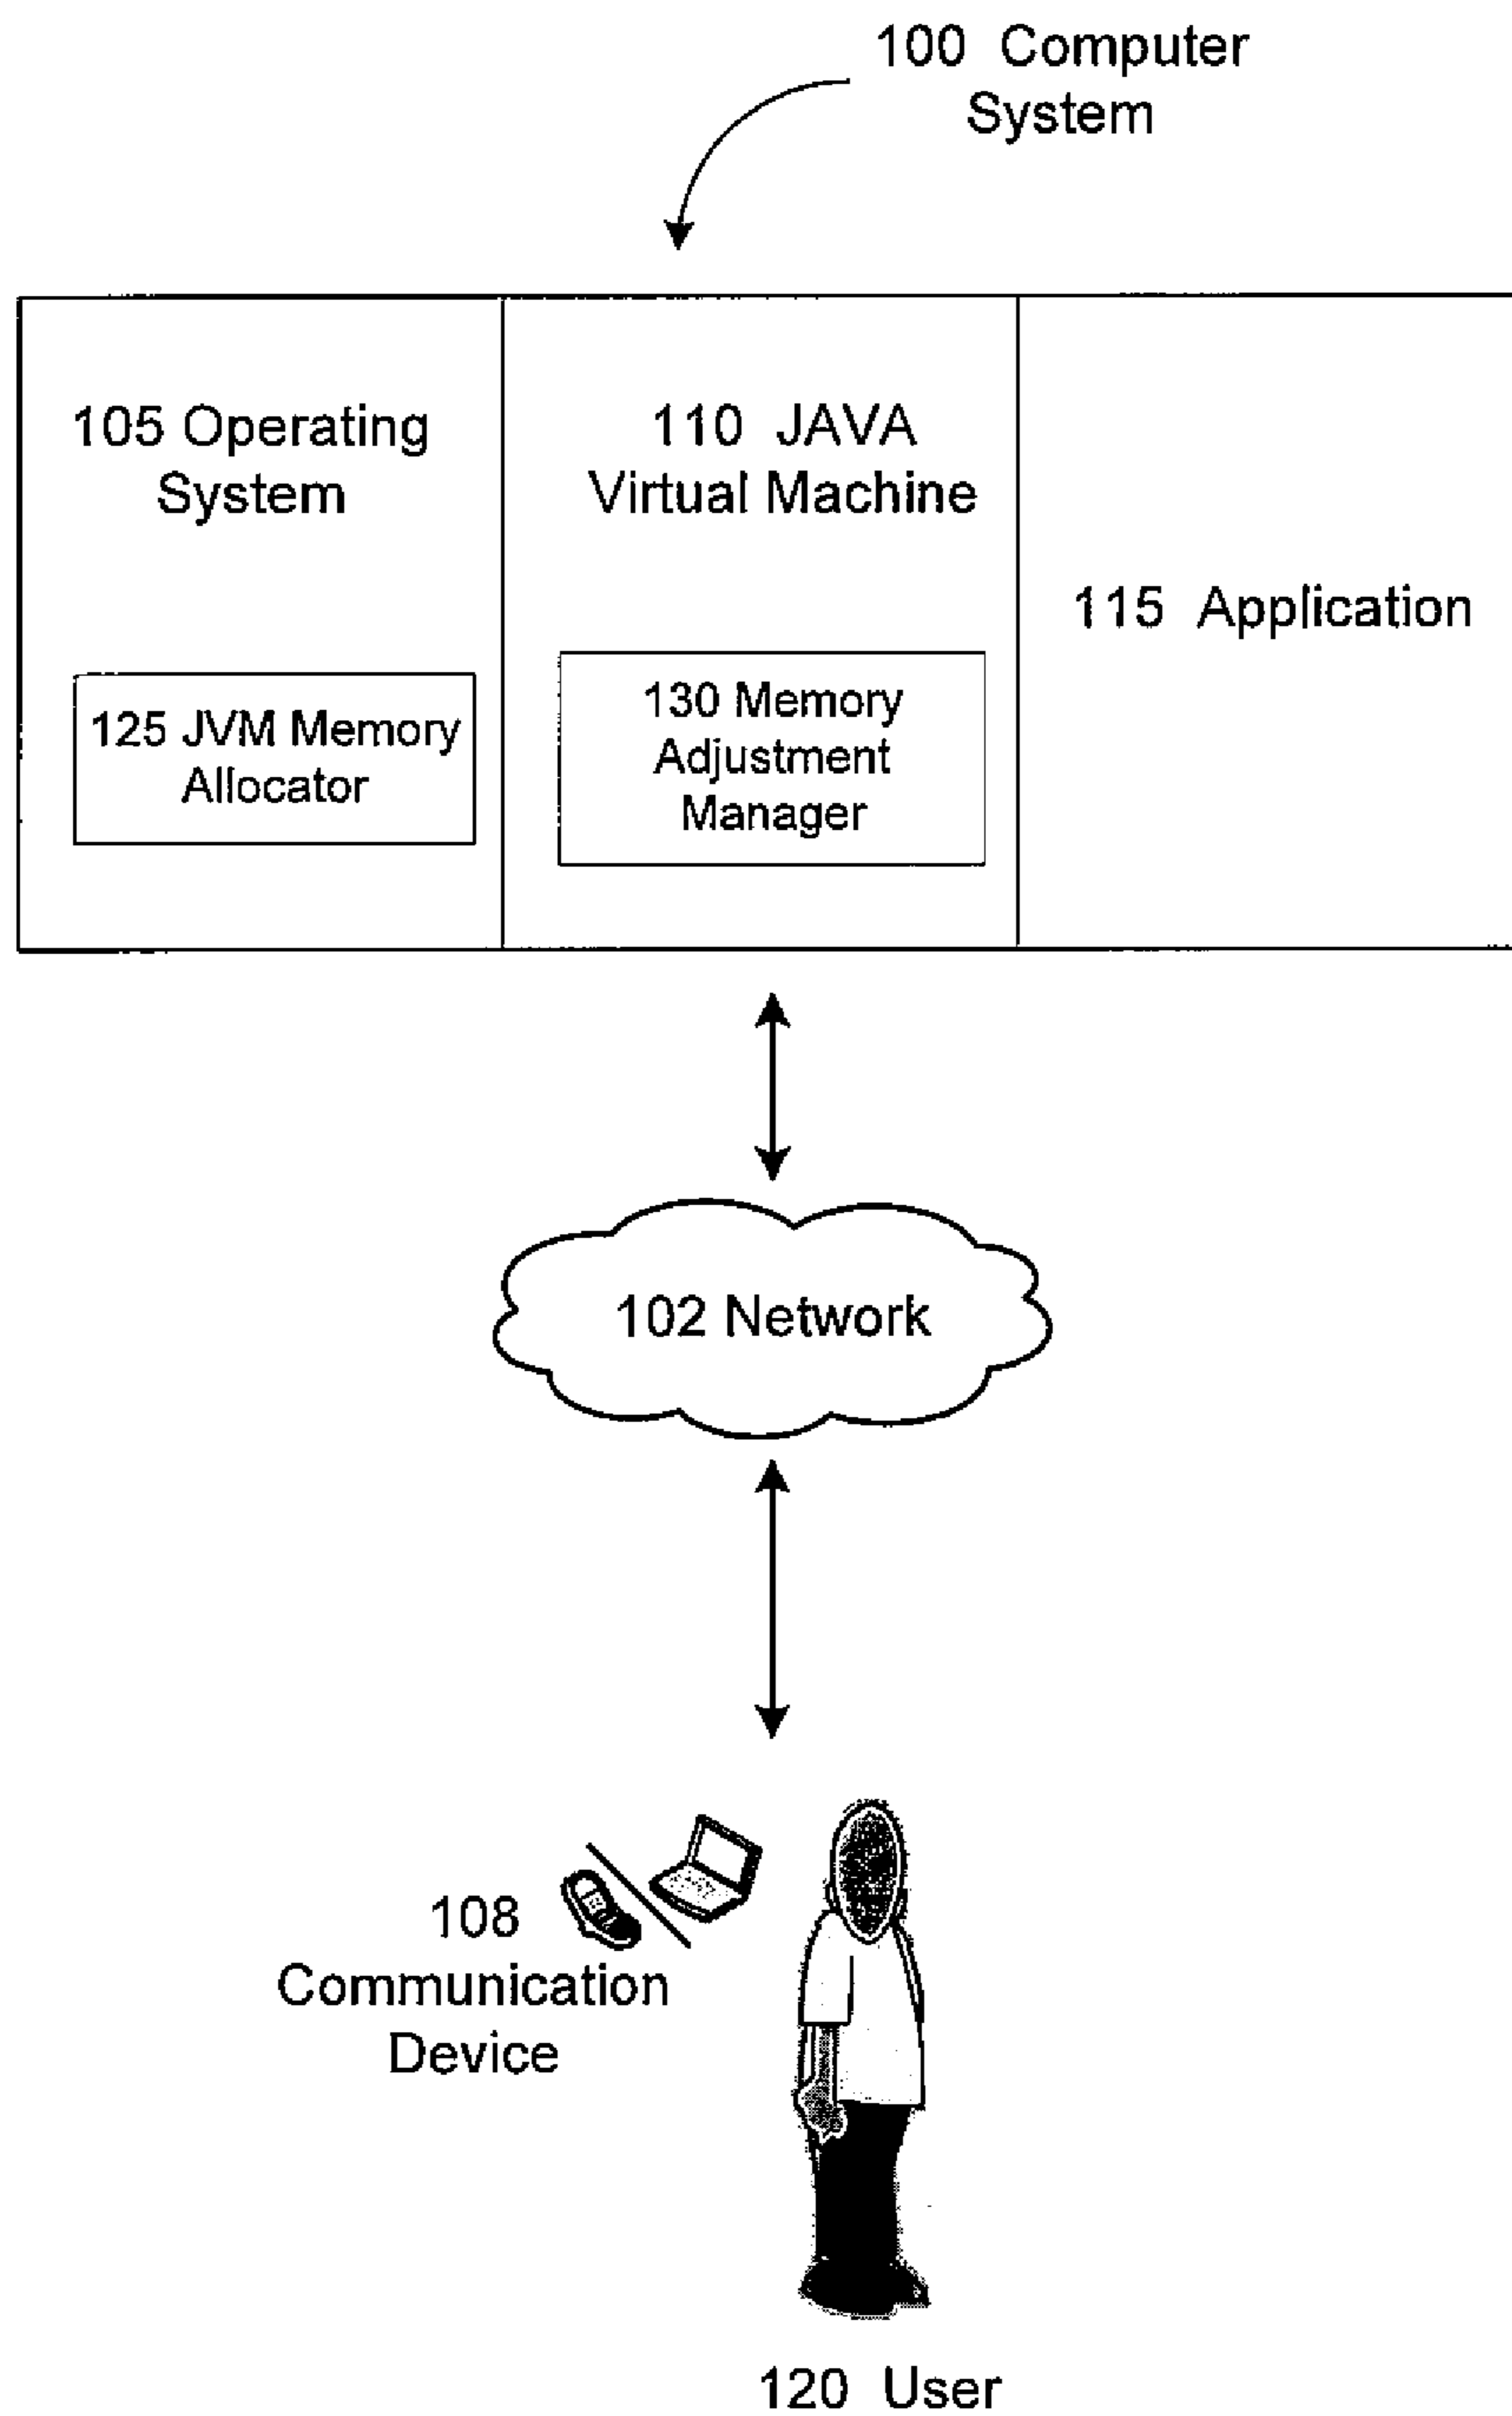 100 Computer
System
105 Operating
System
110 JAVA
Virtual Machine
115 Application
125 JVM Memory
Allocator
130 Memory
Adjustment
Manager
102 Network
108
Communication
Device
120 User